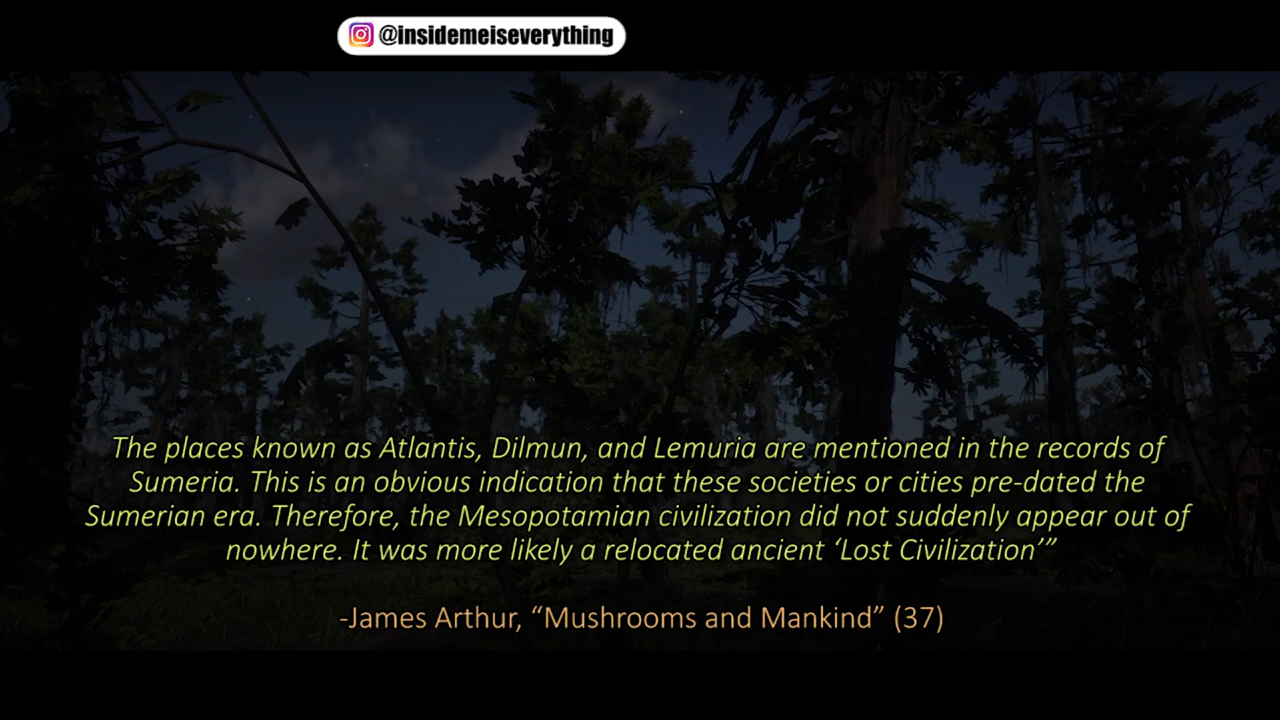 @insidemeiseverything
The places known as Atlantis, Dilmun, and Lemuria are mentioned in the records of
Sumeria. This is an obvious indication that these societies or cities pre-dated the
Sumerian era. Therefore, the Mesopotamian civilization did not suddenly appear out of
nowhere. It was more likely a relocated ancient ‘Lost Civilization’”
-James Arthur, “Mushrooms and Mankind” (37)